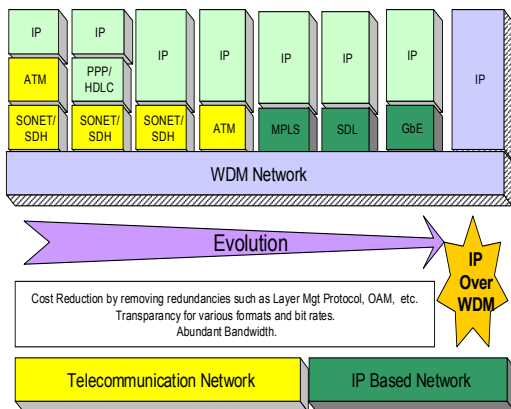 IP IP IP IP IP IP IP IP
ATM PPP/
HDLC
SONET/
SDH SONET/
SDH SONET/
SDH ATM MPLS SDL GbE
WDM Network
Evolution
IP
Over
WDM
Cost Reduction by removing redundancies such as Layer Mgt Protocol, OAM, etc.
Transparancy for various formats and bit rates.
Abundant Bandwidth.
Telecommunication Network IP Based Network